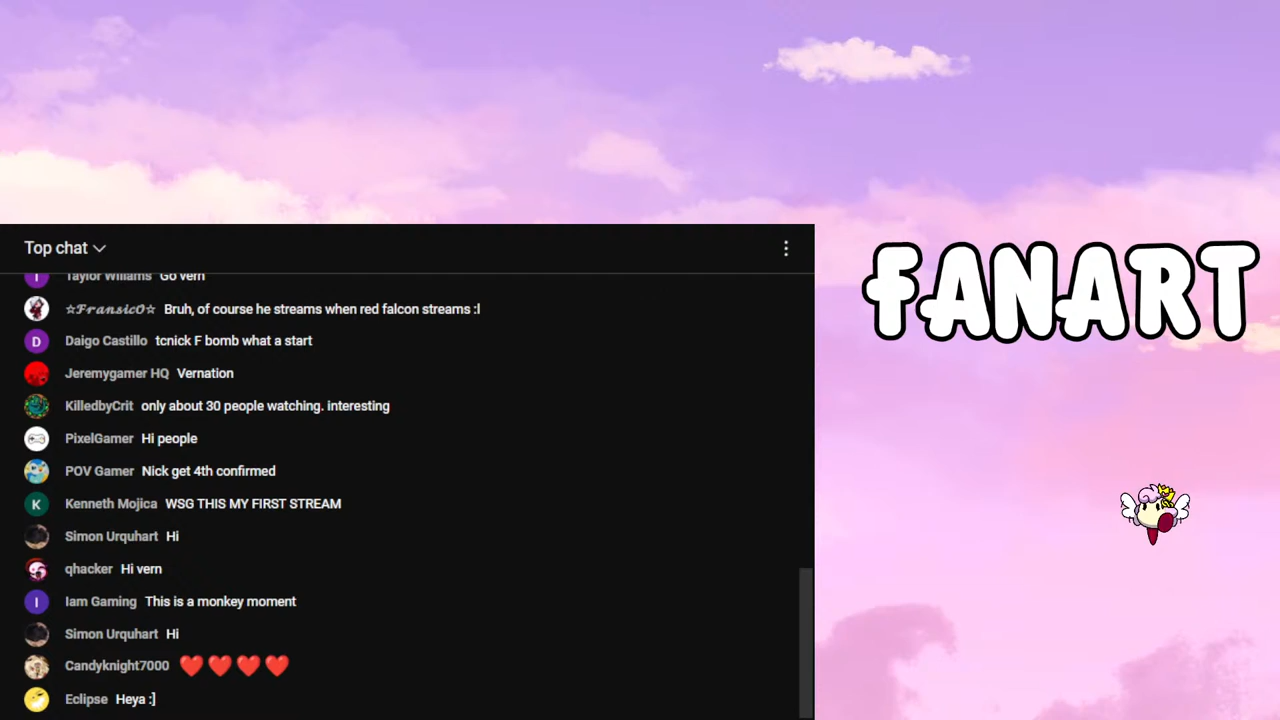 Top chat
Taylor Williams Go vern
☆𝓕𝓻𝓪𝓷𝓼𝓲𝓬𝓞☆ Bruh, of course he streams when red falcon streams :l
FANART
D Daigo Castillo tcnick F bomb what a start
Jeremygamer HQ Vernation
KilledbyCrit only about 30 people watching. interesting
PixelGamer Hi people
POV Gamer Nick get 4th confirmed
K Kenneth Mojica WSG THIS MY FIRST STREAM
Simon Urquhart Hi
qhacker Hi vern
I Iam Gaming This is a monkey moment
Simon Urquhart Hi
Candyknight7000 ❤️❤️❤️❤️
Eclipse Heya :]